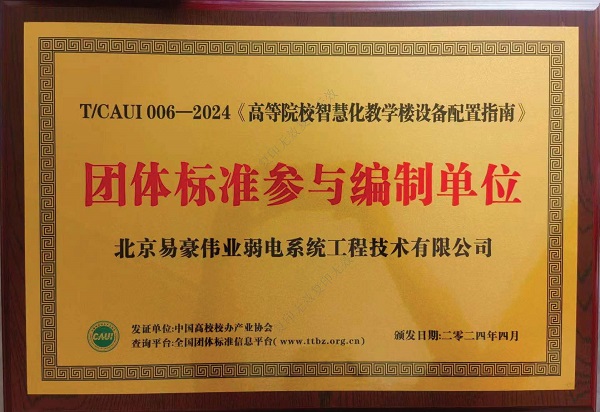 T/CAUI 006—2024《高等院校智慧化教学楼设备配置指南》
团体标准参与编制单位
北京易豪伟业弱电系统工程技术有限公司
CAUI
发证单位:中国高校校办产业协会
查询平台:全国团体标准信息平台( www.ttbz.org.cn)
颁发日期:二零二四年四月